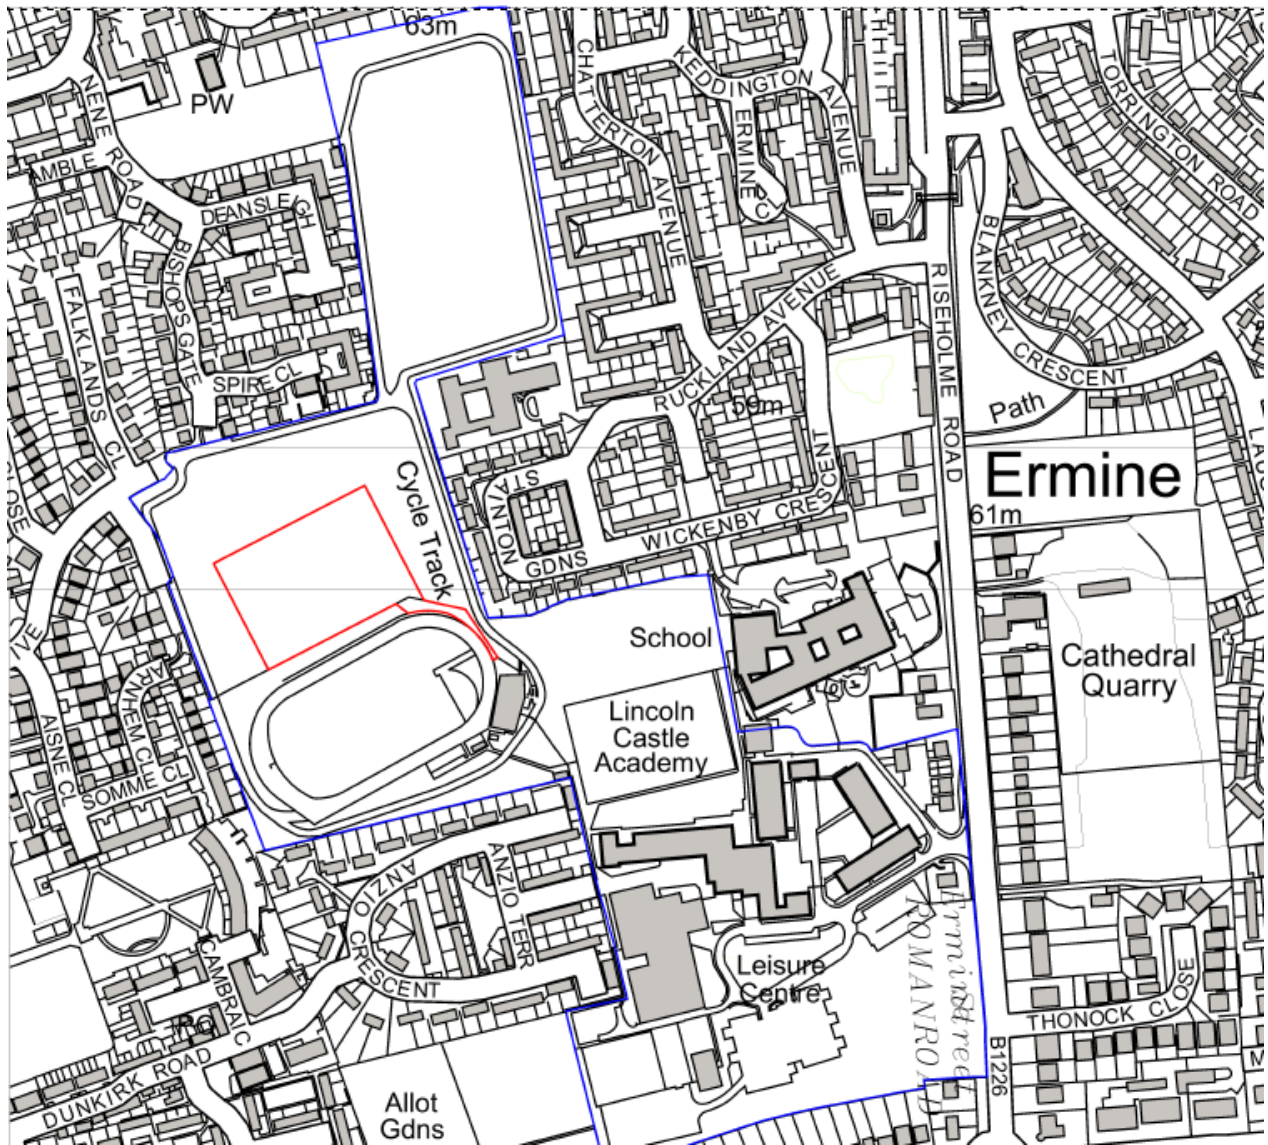 63m
PW
NENE ROAD
AMBLE
DEANSLEIGH
BISHOPS GATE
FALKLANDS CL
SPIRE CL
CHATTERTON AVENUE
KEDDINGTON AVENUE
ERMINE
TORRINGTON ROAD
BLANKNEY CRESCENT
RISEHOLME ROAD
RUCKLAND AVENUE
59m
Path
Ermine
61m
Cycle Track
STAINTON GDNS
WICKENBY CRESCENT
School
Lincoln
Castle
Academy
Cathedral
Quarry
ARNHEM CL
AISNE CL
SOMME CL
ANZIO CRESCENT
ANZIO TERR
CAMBRAI C
DUNKIRK ROAD
Allot
Gdns
Leisure
Centre
Ermine Street
ROMAN ROAD
THONOCK CLOSE
B1226